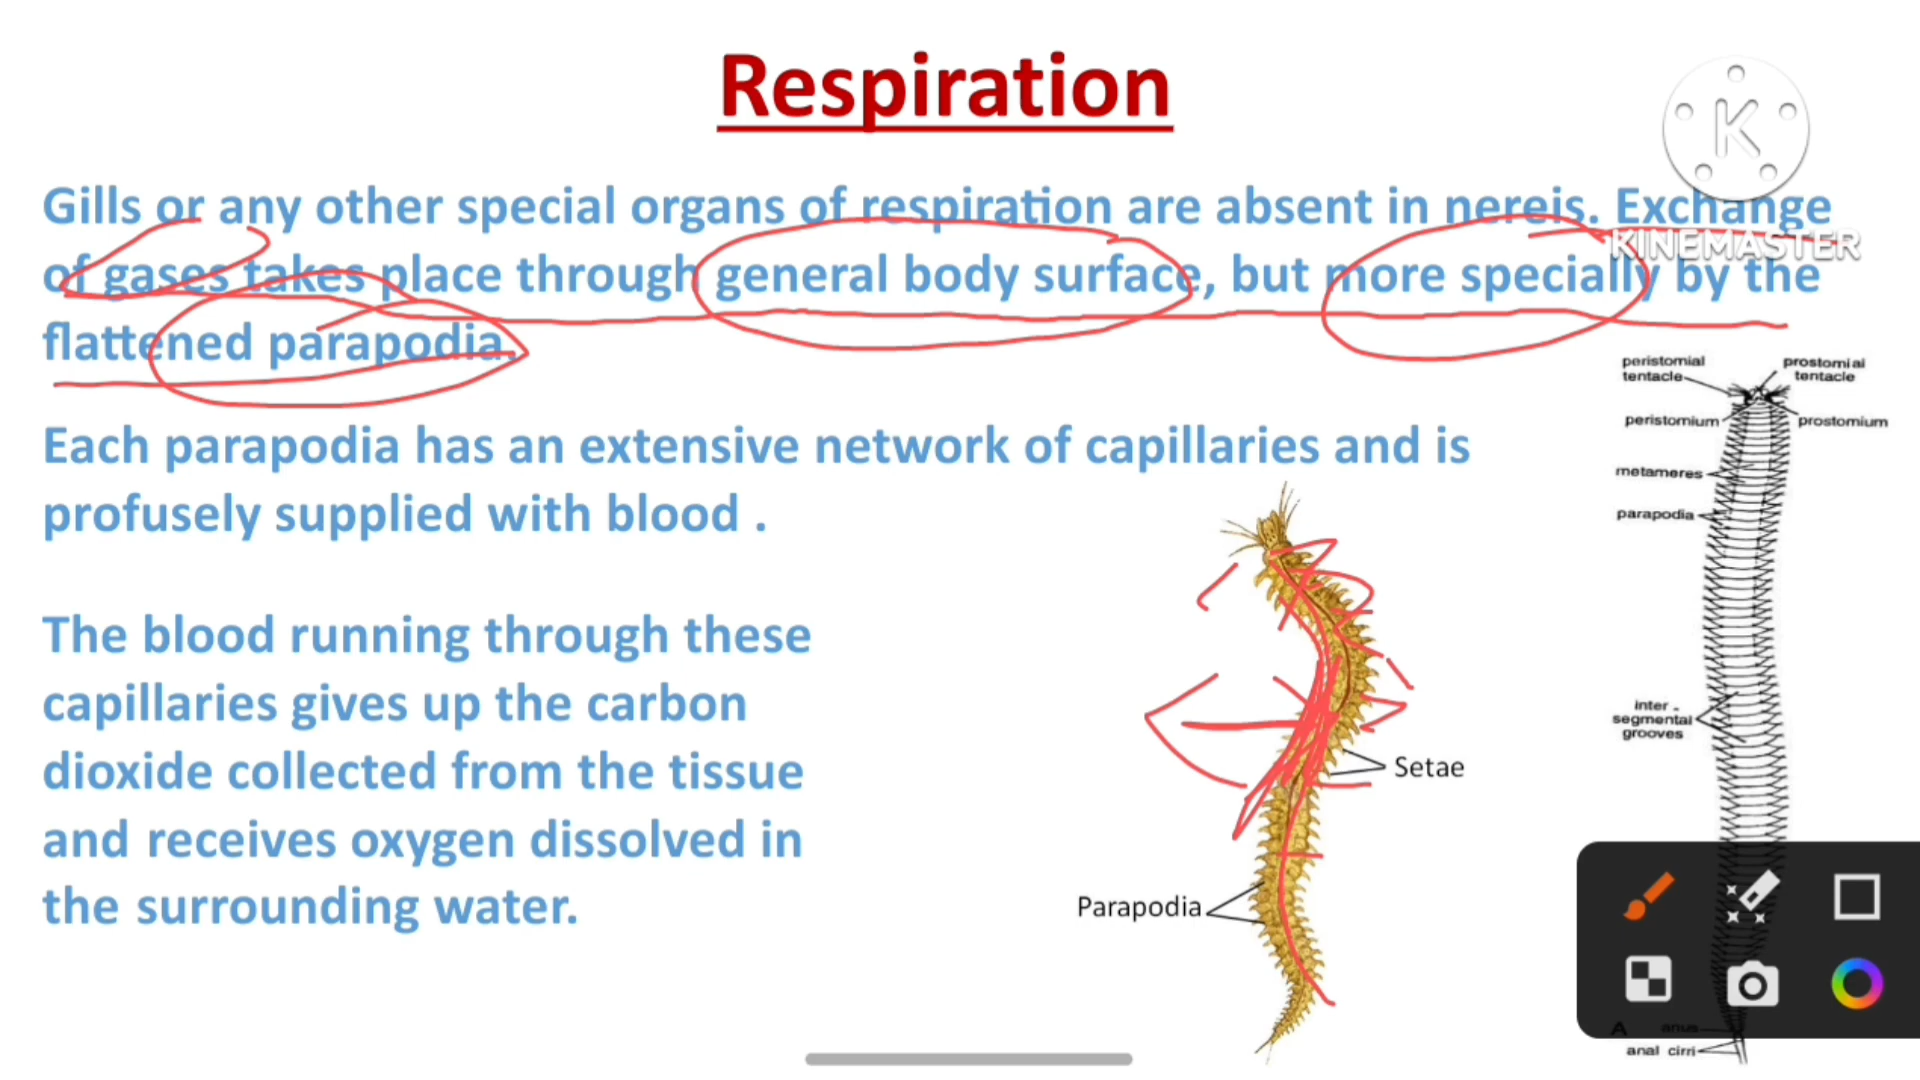 Respiration
Gills or any other special organs of respiration are absent in nereis. Exchange
of gases takes place through general body surface, but more specially by the
flattened parapodia.
Each parapodia has an extensive network of capillaries and is
profusely supplied with blood .
The blood running through these
capillaries gives up the carbon
dioxide collected from the tissue
and receives oxygen dissolved in
the surrounding water.
Setae
Parapodia
K
KINEMASTER
peristomial
tentacle
prostomial
tentacle
peristomium
prostomium
metameres
parapodia
inter -
segmental
grooves
A
anus
anal cirri